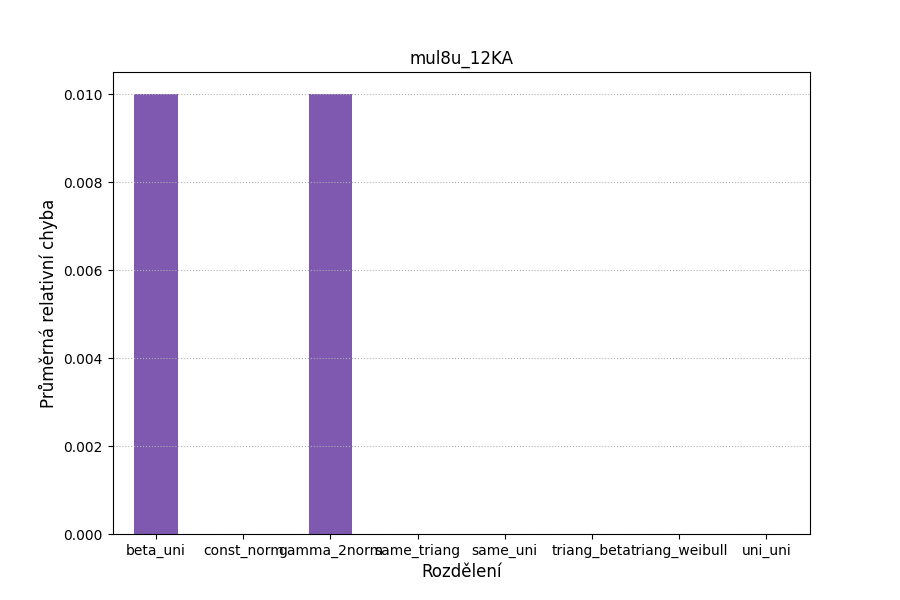 mul8u_12KA
Průměrná relativní chyba
0.010
0.008
0.006
0.004
0.002
0.000
beta_uni const_norm gamma_2norm same_triang same_uni triang_beta triang_weibull uni_uni
Rozdělení